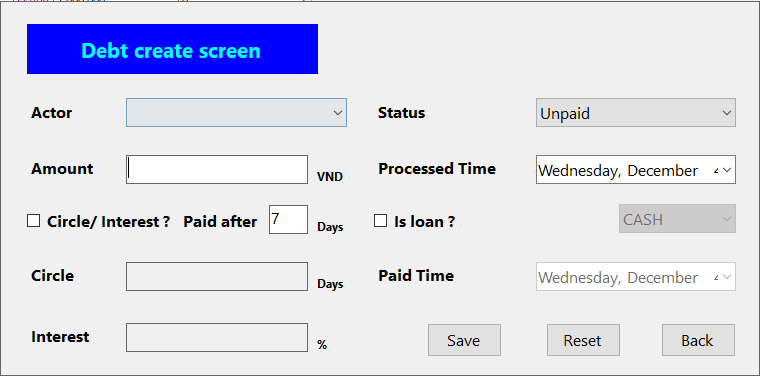 Debt create screen
Actor Status Unpaid
Amount VND Processed Time Wednesday, December
Circle/ Interest ? Paid after 7 Days Is loan ? CASH
Circle Days Paid Time Wednesday, December
Interest % Save Reset Back